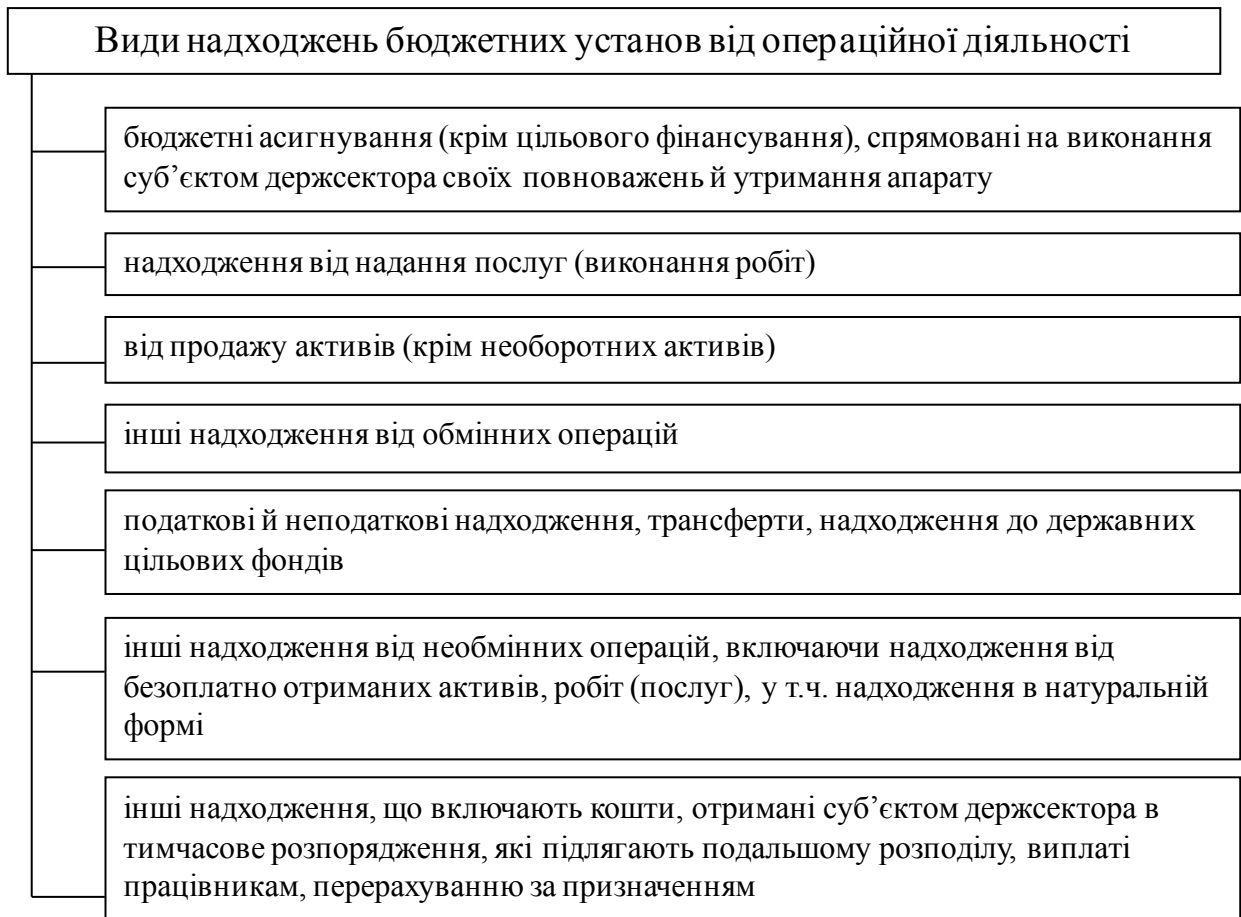 Види надходжень бюджетних установ від операційної діяльності
бюджетні асигнування (крім цільового фінансування), спрямовані на виконання
суб’єктом держсектора своїх повноважень й утримання апарату
надходження від надання послуг (виконання робіт)
від продажу активів (крім необоротних активів)
інші надходження від обмінних операцій
податкові й неподаткові надходження, трансферти, надходження до державних
цільових фондів
інші надходження від необмінних операцій, включаючи надходження від
безоплатно отриманих активів, робіт (послуг), у т.ч. надходження в натуральній
формі
інші надходження, що включають кошти, отримані суб’єктом держсектора в
тимчасове розпорядження, які підлягають подальшому розподілу, виплаті
працівникам, перерахуванню за призначенням